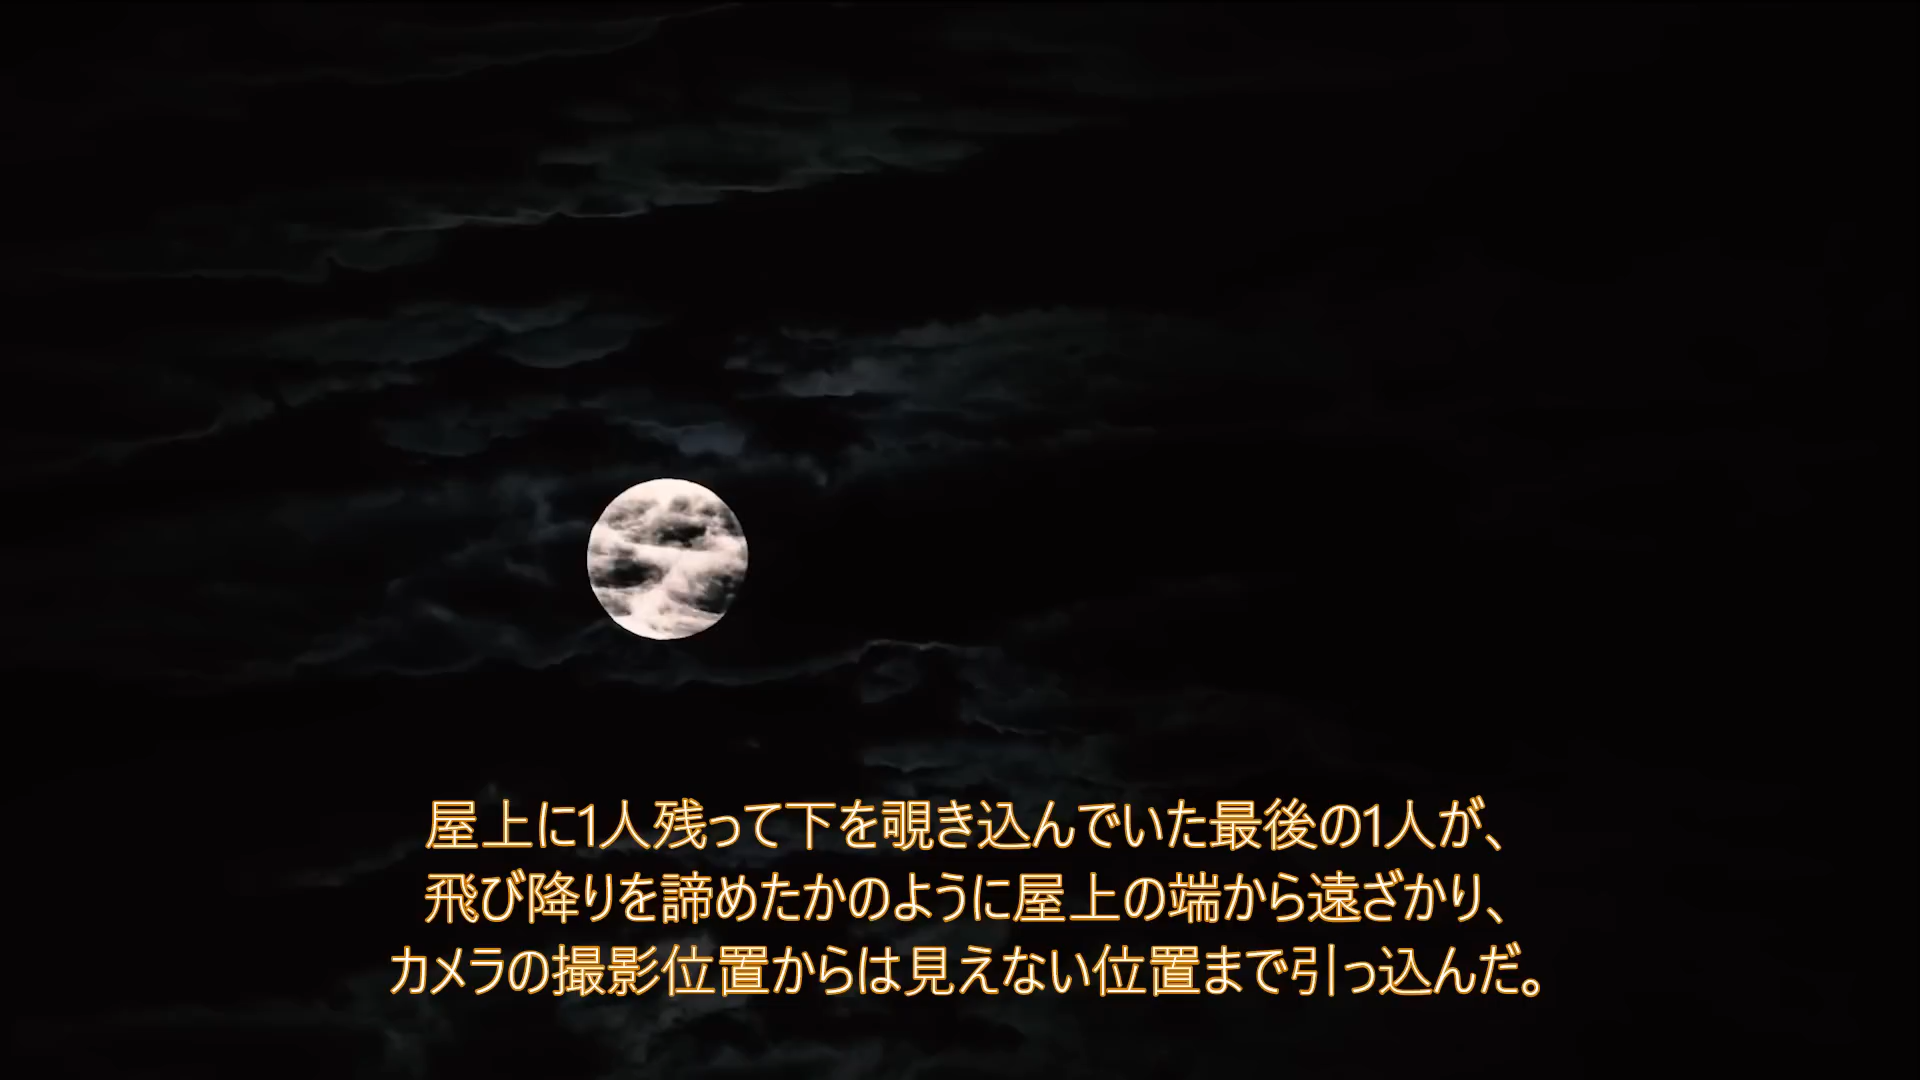 屋上に1人残って下を覗き込んでいた最後の1人が、
飛び降りを諦めたかのように屋上の端から遠ざかり、
カメラの撮影位置からは見えない位置まで引っ込んだ。